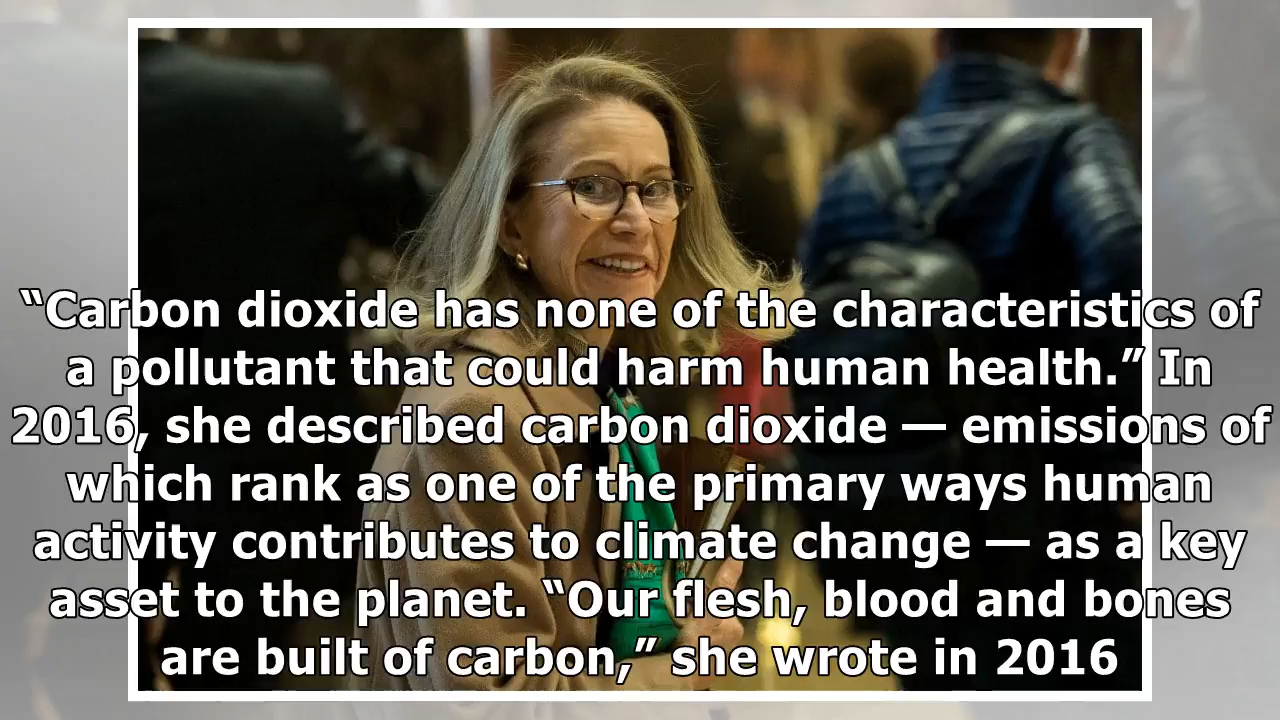 “Carbon dioxide has none of the characteristics of
a pollutant that could harm human health.” In
2016, she described carbon dioxide — emissions of
which rank as one of the primary ways human
activity contributes to climate change — as a key
asset to the planet. “Our flesh, blood and bones
are built of carbon,” she wrote in 2016